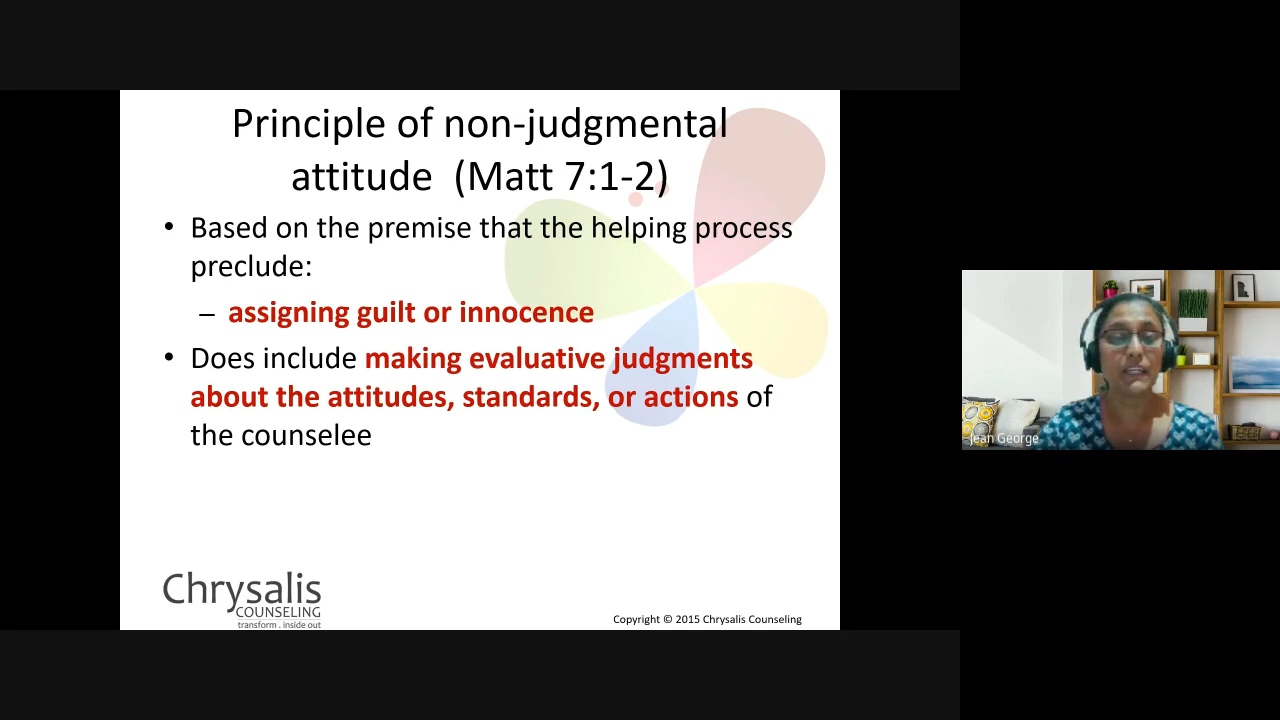 Principle of non-judgmental
attitude  (Matt 7:1-2)
• Based on the premise that the helping process
preclude:
– assigning guilt or innocence
• Does include making evaluative judgments
about the attitudes, standards, or actions of
the counselee
Chrysalis
COUNSELING
transform . inside out
Copyright © 2015 Chrysalis Counseling
Jean George